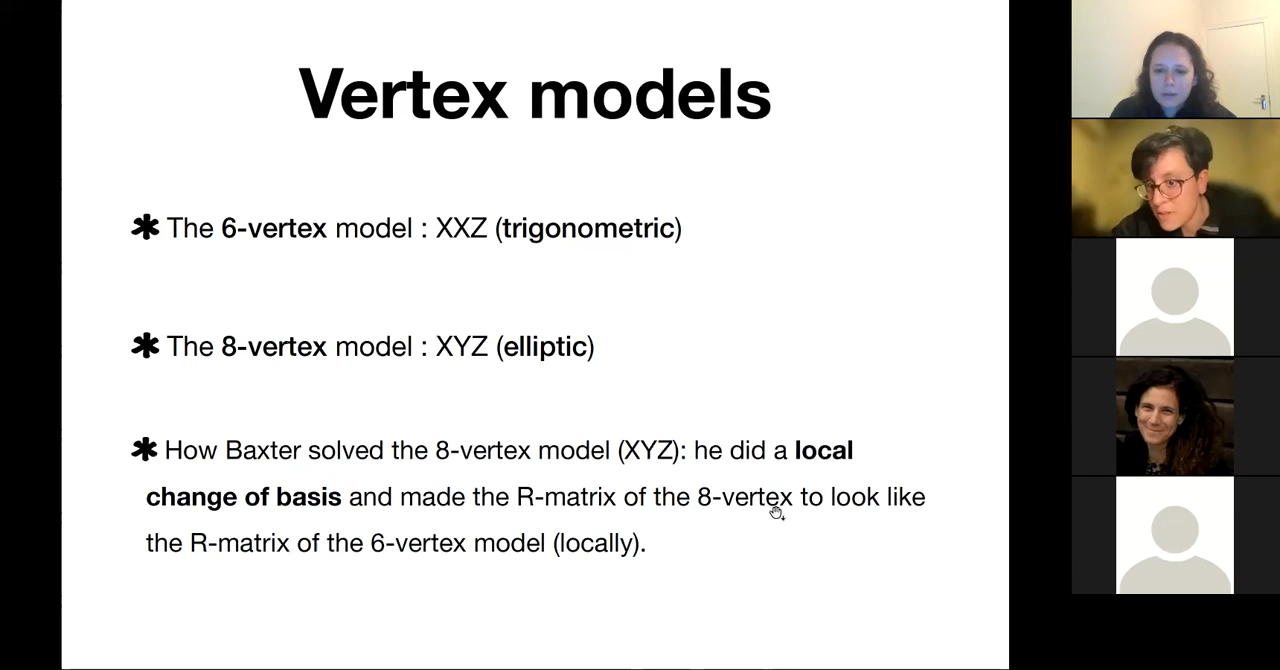 Vertex models
✱ The 6-vertex model : XXZ (trigonometric)
✱ The 8-vertex model : XYZ (elliptic)
✱ How Baxter solved the 8-vertex model (XYZ): he did a local
change of basis and made the R-matrix of the 8-vertex to look like
the R-matrix of the 6-vertex model (locally).